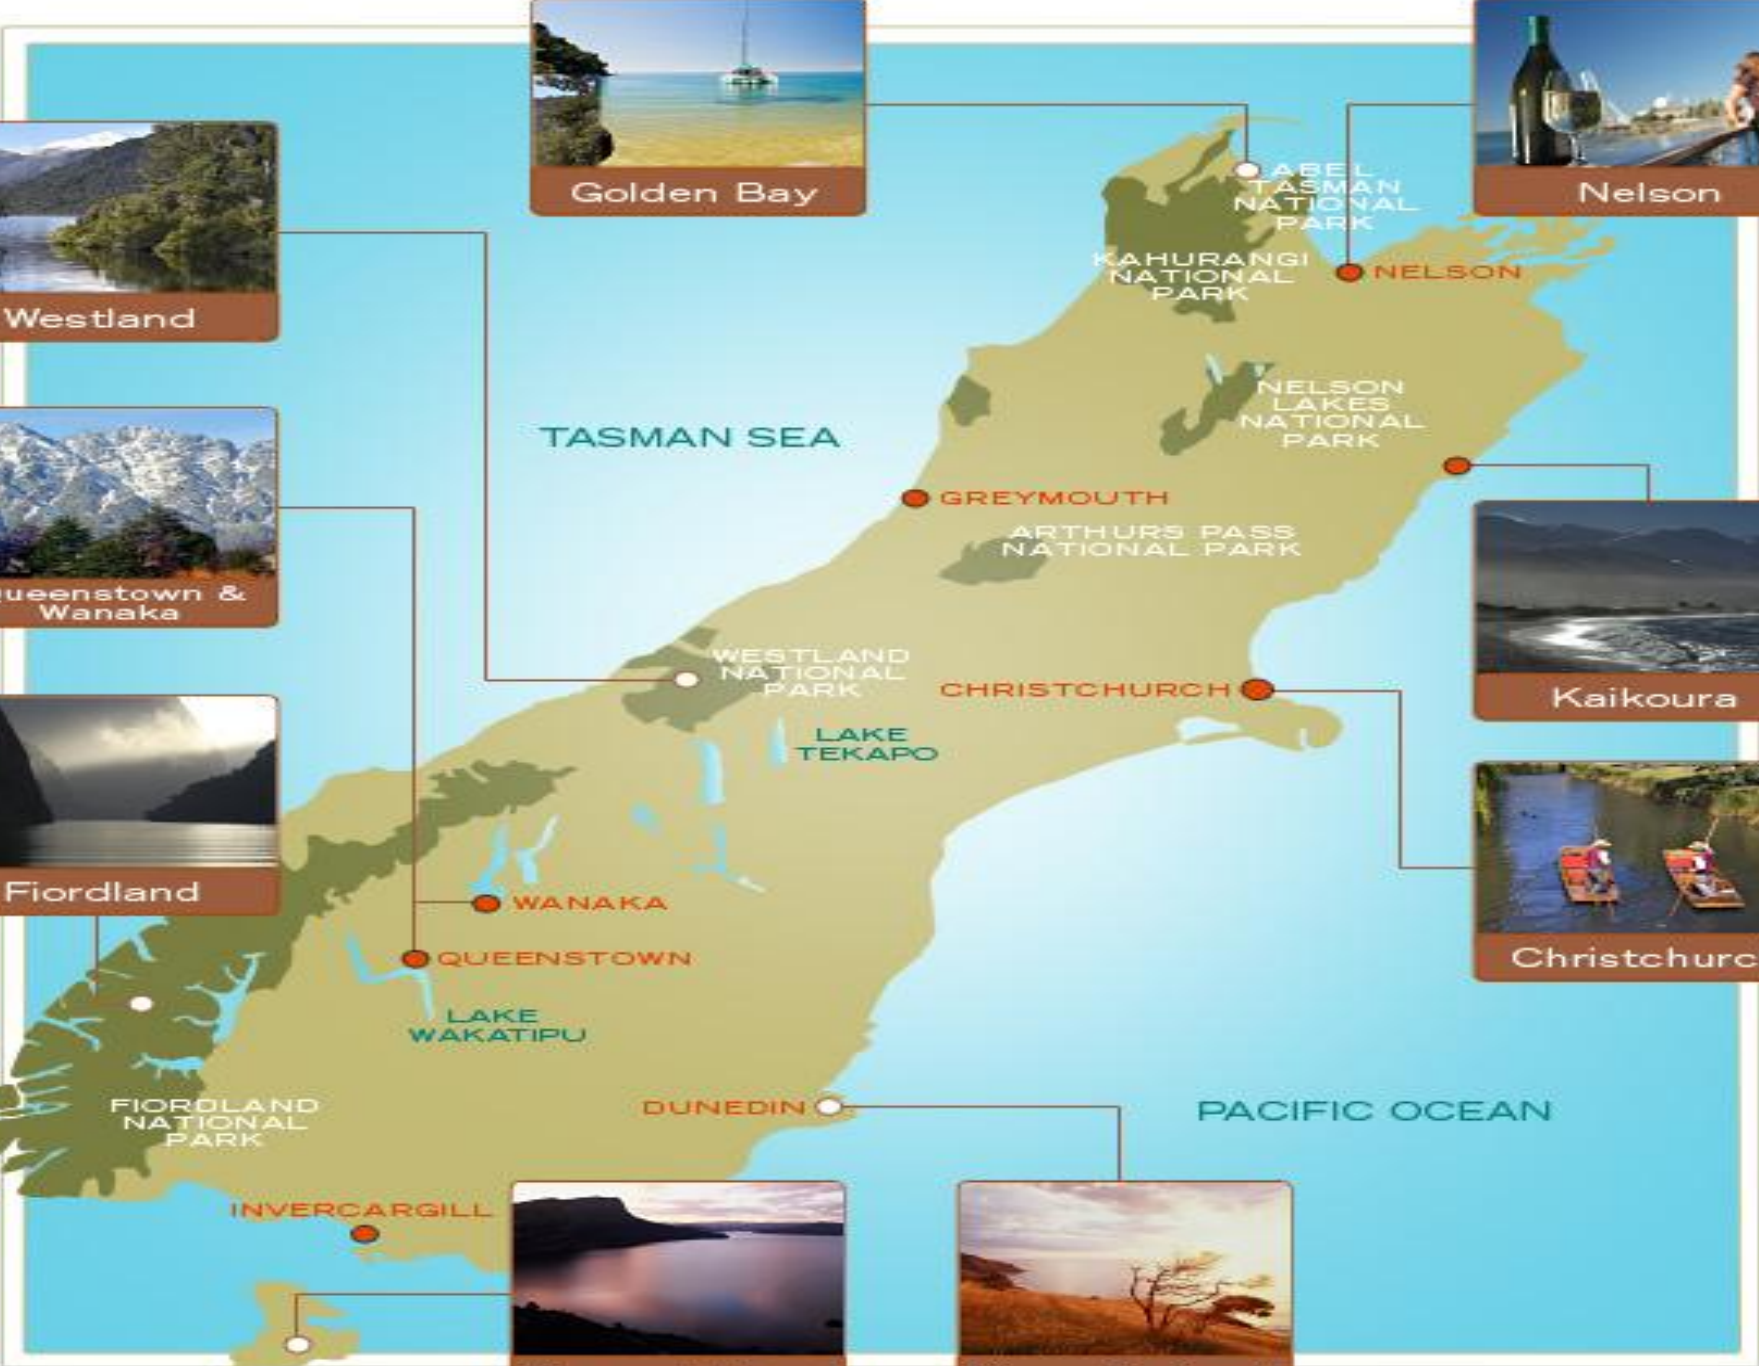 Golden Bay
Nelson
ABEL
TASMAN
NATIONAL
PARK
KAHURANGI
NATIONAL
PARK
NELSON
Westland
NELSON
LAKES
NATIONAL
PARK
TASMAN SEA
GREYMOUTH
ARTHURS PASS
NATIONAL PARK
ueenstown &
Wanaka
WESTLAND
NATIONAL
PARK
CHRISTCHURCH
Kaikoura
LAKE
TEKAPO
Fiordland
WANAKA
QUEENSTOWN
Christchurc
LAKE
WAKATIPU
FIORDLAND
NATIONAL
PARK
DUNEDIN
PACIFIC OCEAN
INVERCARGILL